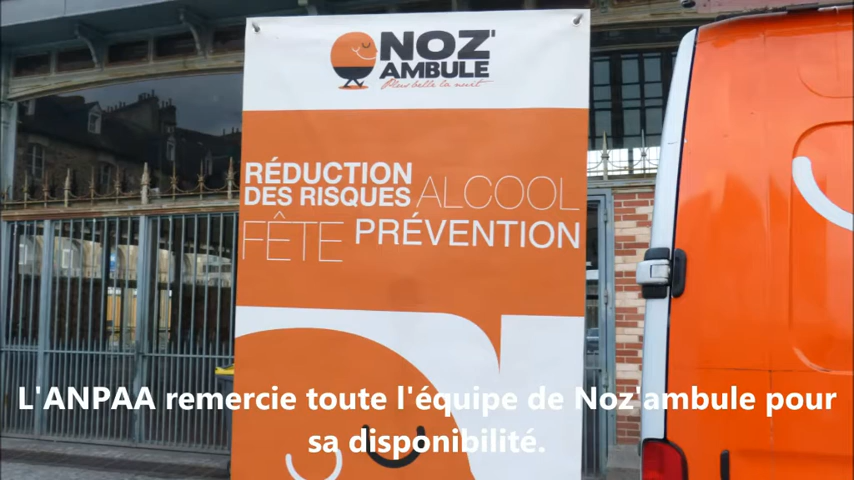 NOZ'
AMBULE
Plus belle la nuit
RÉDUCTION
DES RISQUES ALCOOL
FÊTE PRÉVENTION
L'ANPAA remercie toute l'équipe de Noz'ambule pour
sa disponibilité.